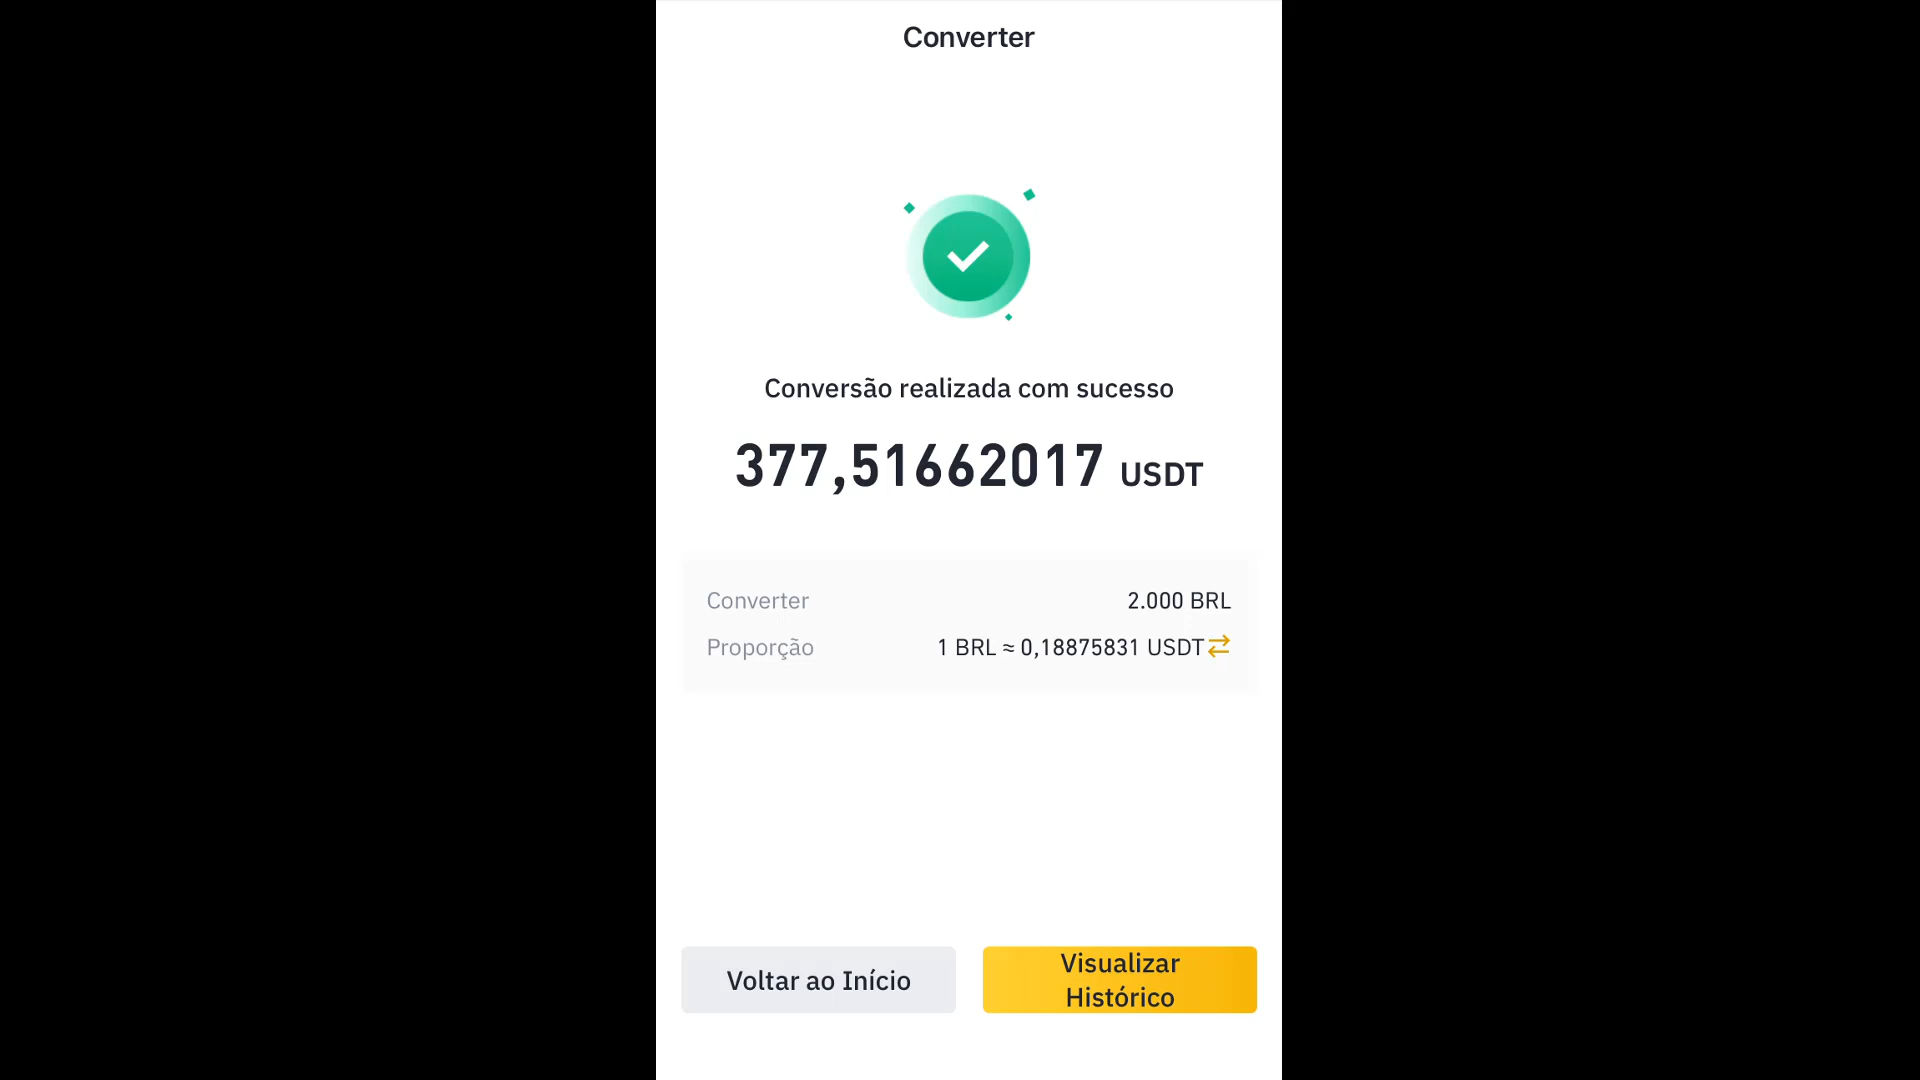 Converter
Conversão realizada com sucesso
377,51662017 USDT
Converter 2.000 BRL
Proporção 1 BRL ≈ 0,18875831 USDT
Voltar ao Início
Visualizar
Histórico